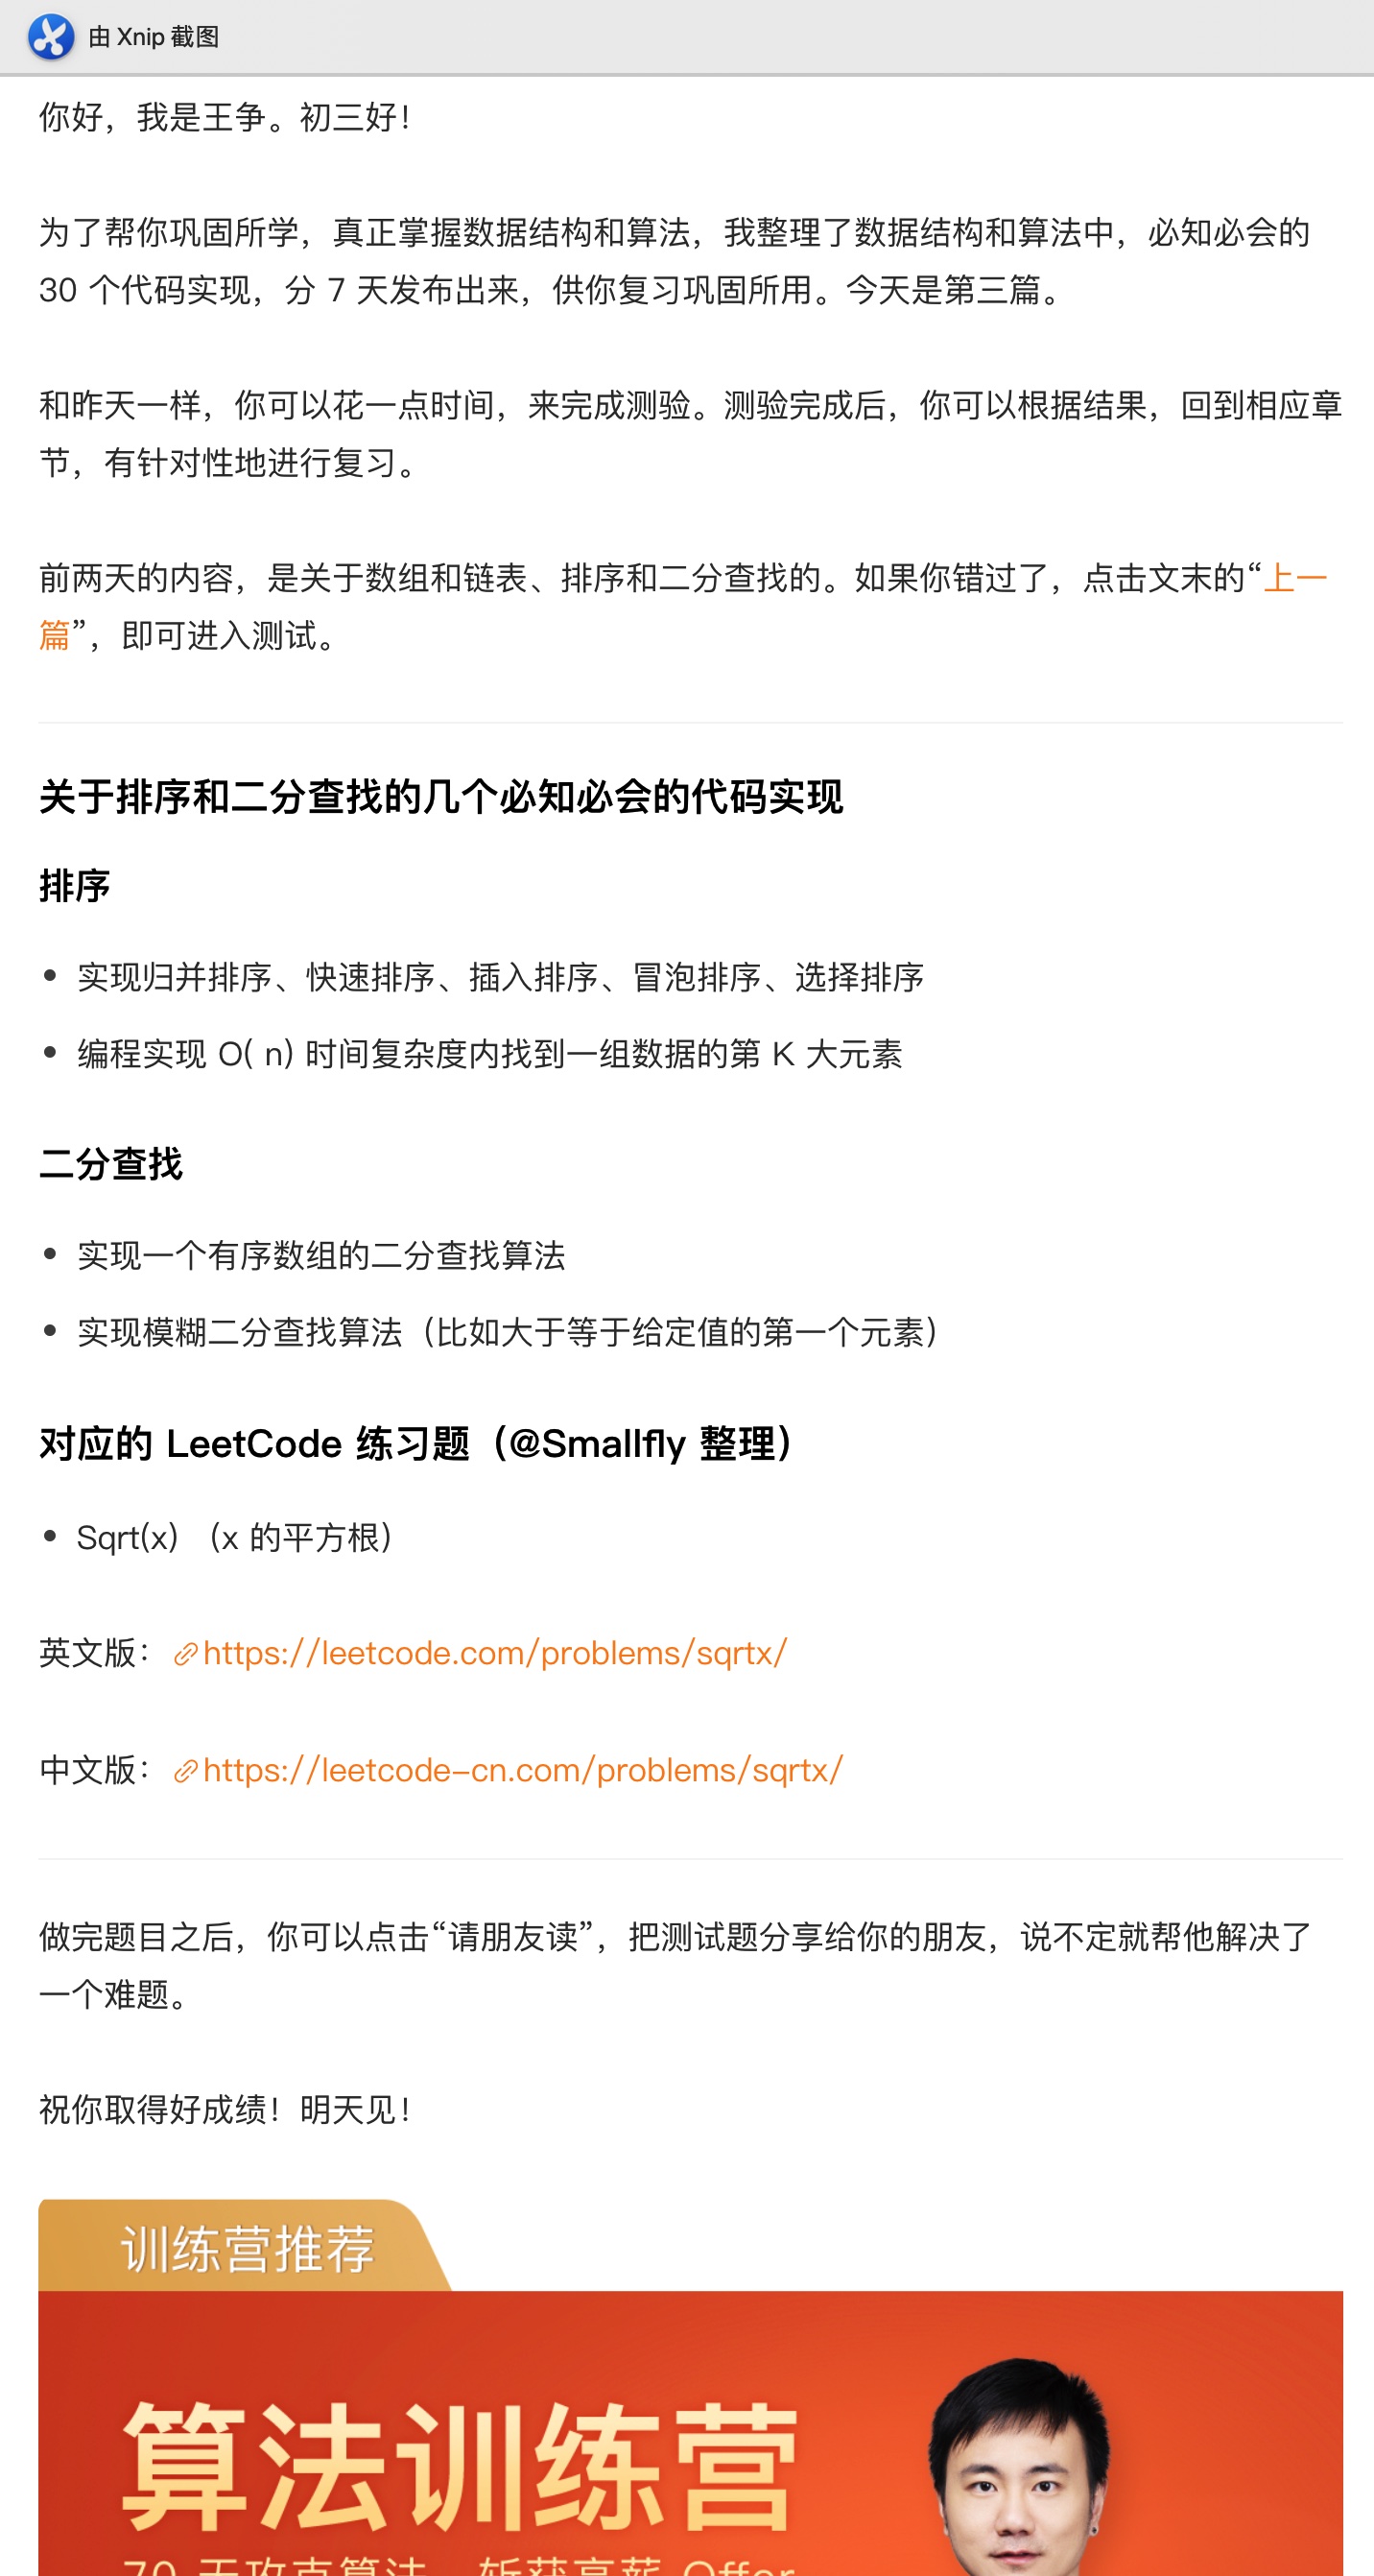 由 Xnip 截图
你好，我是王争。初三好！
为了帮你巩固所学，真正掌握数据结构和算法，我整理了数据结构和算法中，必知必会的
30 个代码实现，分 7 天发布出来，供你复习巩固所用。今天是第三篇。
和昨天一样，你可以花一点时间，来完成测验。测验完成后，你可以根据结果，回到相应章
节，有针对性地进行复习。
前两天的内容，是关于数组和链表、排序和二分查找的。如果你错过了，点击文末的“上一
篇”，即可进入测试。
关于排序和二分查找的几个必知必会的代码实现
排序
• 实现归并排序、快速排序、插入排序、冒泡排序、选择排序
• 编程实现 O( n) 时间复杂度内找到一组数据的第 K 大元素
二分查找
• 实现一个有序数组的二分查找算法
• 实现模糊二分查找算法（比如大于等于给定值的第一个元素）
对应的 LeetCode 练习题（@Smallfly 整理）
• Sqrt(x) （x 的平方根）
英文版：https://leetcode.com/problems/sqrtx/
中文版：https://leetcode-cn.com/problems/sqrtx/
做完题目之后，你可以点击“请朋友读”，把测试题分享给你的朋友，说不定就帮他解决了
一个难题。
祝你取得好成绩！明天见！
训练营推荐
算法训练营
70 天攻克算法，斩获高薪 Offer